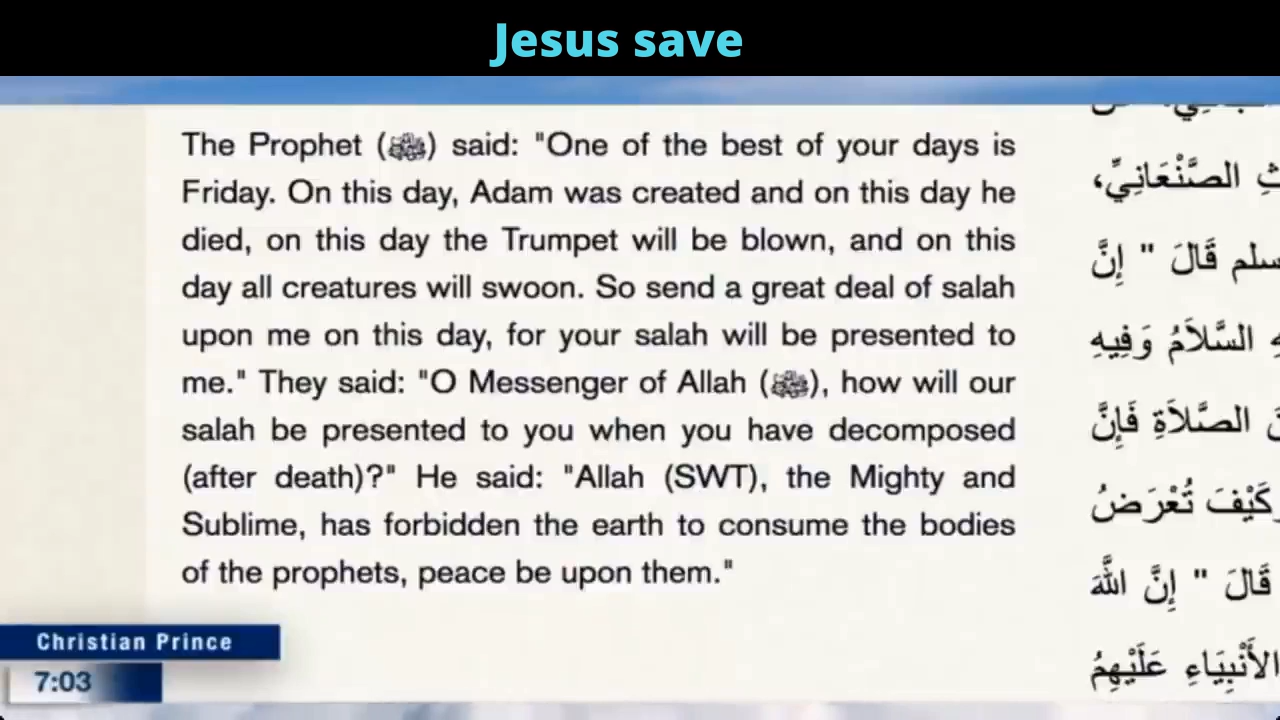 Jesus save
The Prophet (ﷺ) said: "One of the best of your days is
Friday. On this day, Adam was created and on this day he
died, on this day the Trumpet will be blown, and on this
day all creatures will swoon. So send a great deal of salah
upon me on this day, for your salah will be presented to
me." They said: "O Messenger of Allah (ﷺ), how will our
salah be presented to you when you have decomposed
(after death)?" He said: "Allah (SWT), the Mighty and
Sublime, has forbidden the earth to consume the bodies
of the prophets, peace be upon them."
الصَّنْعَانِيِّ،
قَالَ " إِنَّ
السَّلاَمُ وَفِيهِ
الصَّلاَةِ فَإِنَّ
كَيْفَ تُعْرَضُ
قَالَ " إِنَّ اللَّهَ
الأَنْبِيَاءِ عَلَيْهِمُ
Christian Prince
7:03